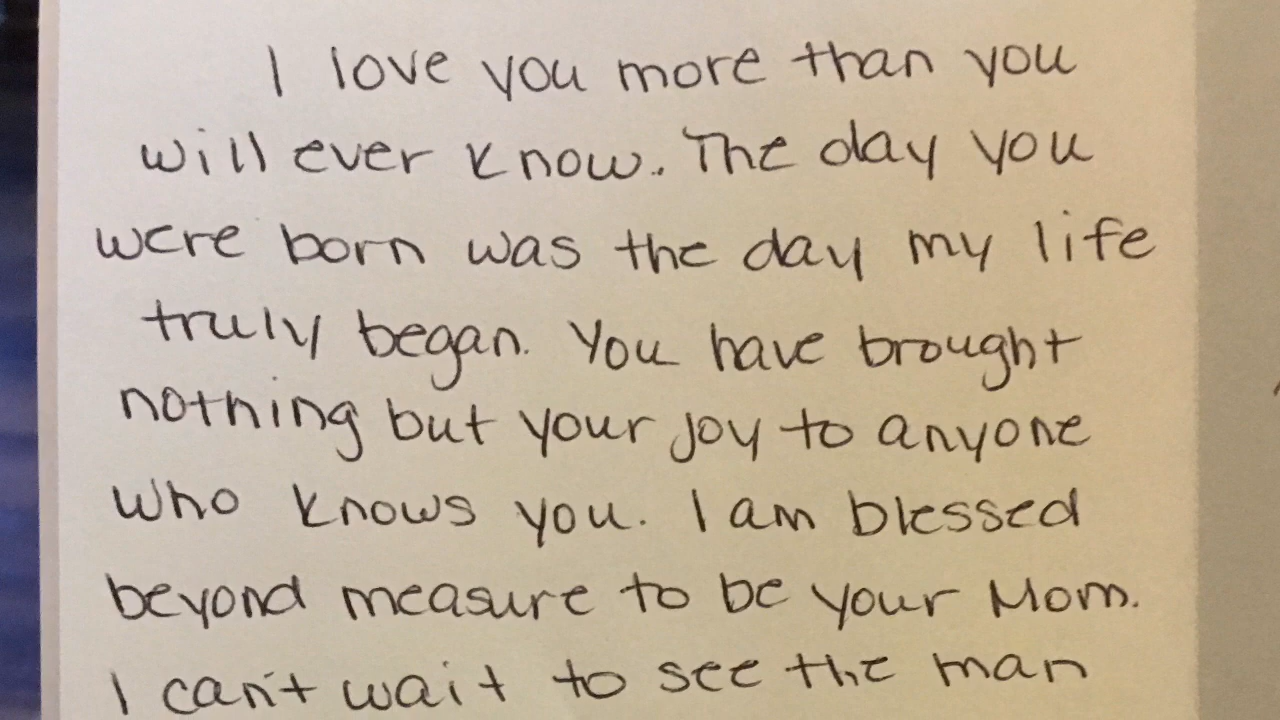 I love you more than you
will ever know. The day you
were born was the day my life
truly began. You have brought
nothing but your joy to anyone
who knows you. I am blessed
beyond measure to be your Mom.
I can't wait to see the man